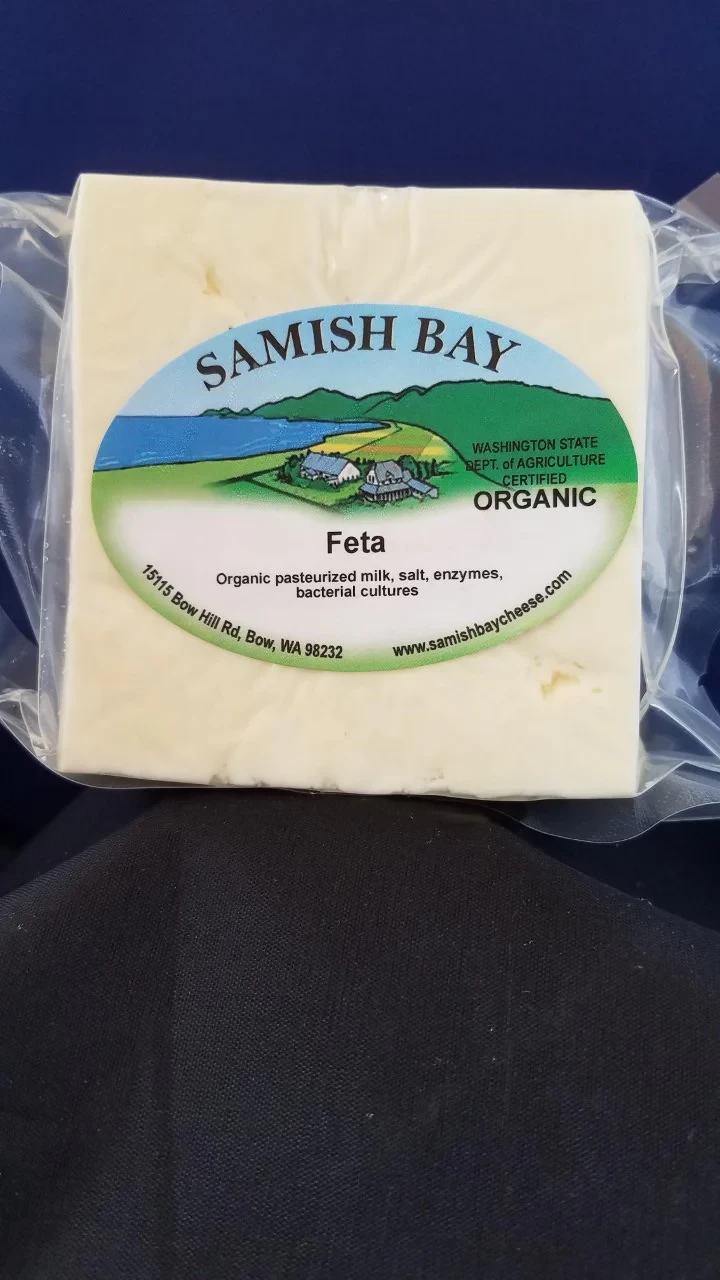 SAMISH BAY
WASHINGTON STATE
DEPT. of AGRICULTURE
CERTIFIED
ORGANIC
Feta
Organic pasteurized milk, salt, enzymes,
bacterial cultures
15115 Bow Hill Rd, Bow, WA 98232
www.samishbaycheese.com